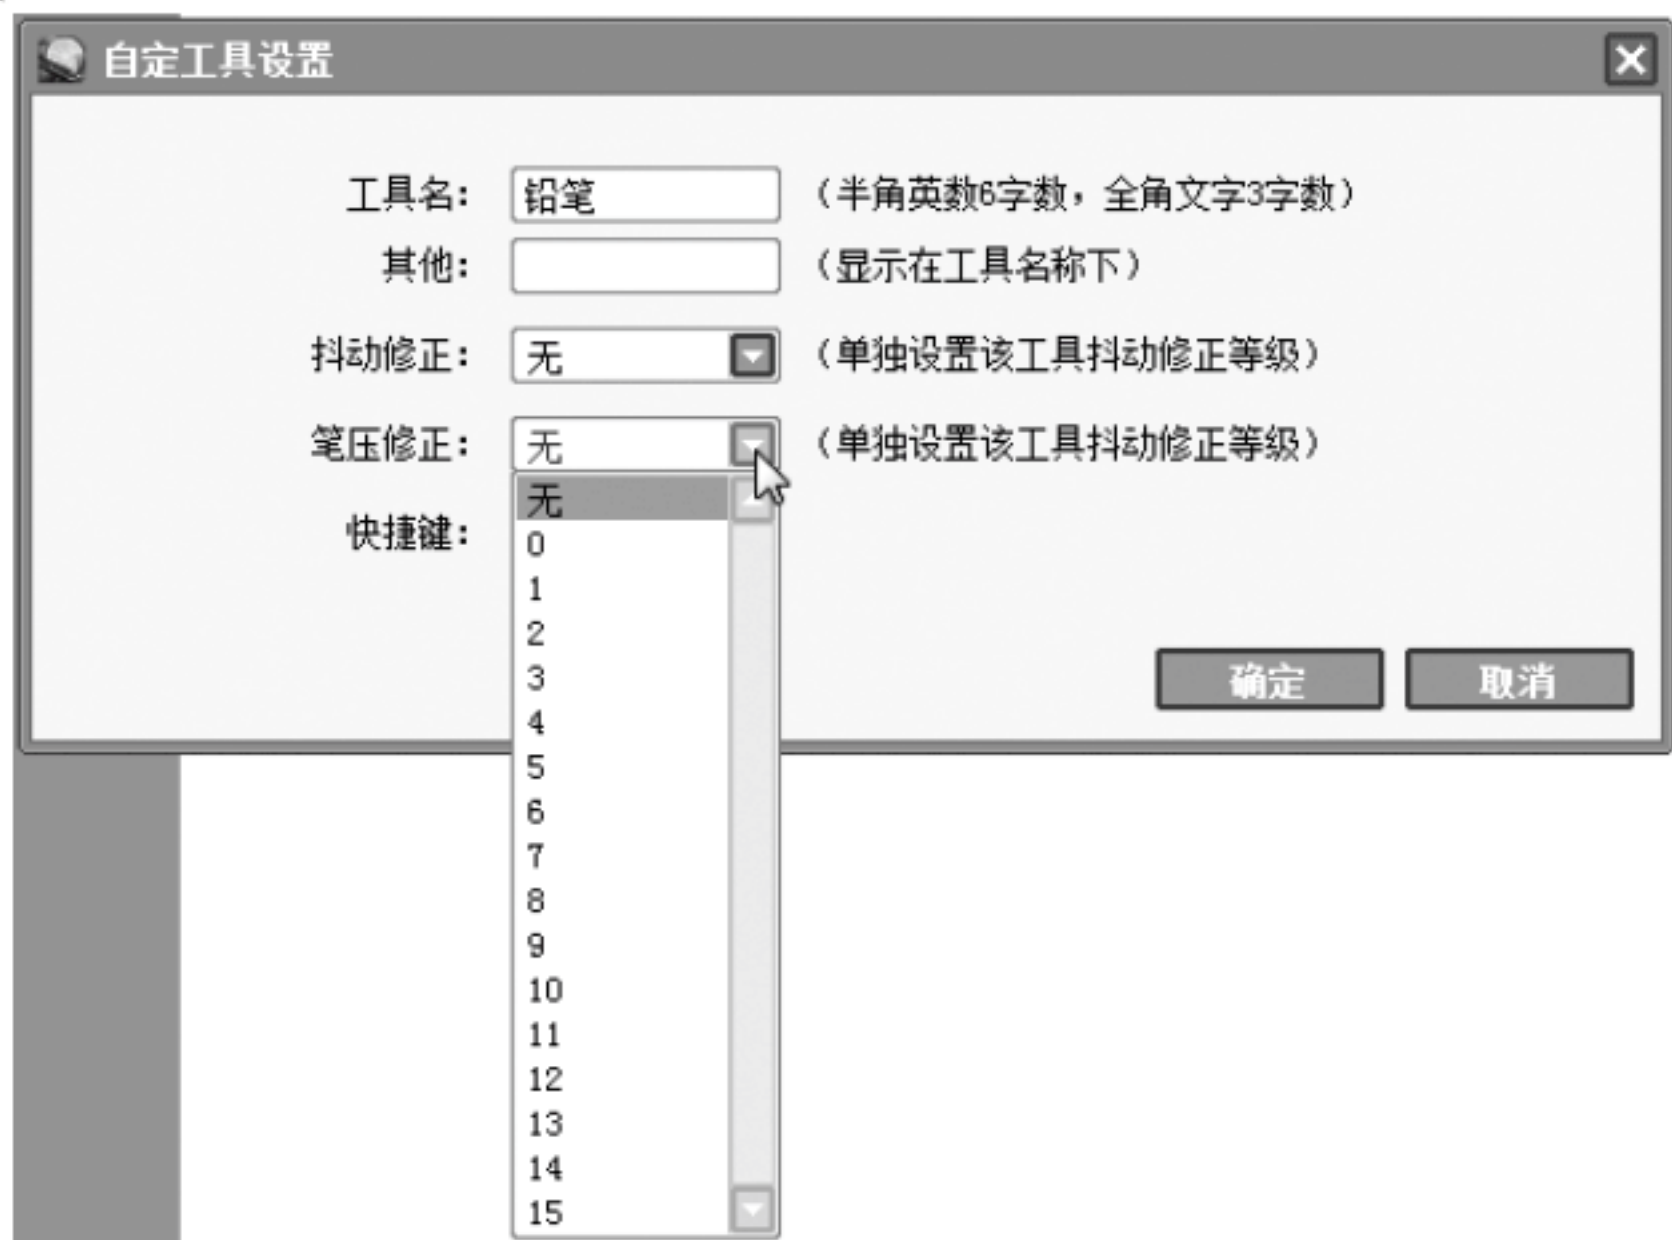 自定工具设置
工具名： 铅笔 （半角英数6字数，全角文字3字数）
其他： （显示在工具名称下）
抖动修正： 无 （单独设置该工具抖动修正等级）
笔压修正： 无 （单独设置该工具抖动修正等级）
无
快捷键：
0
1
2
3
确定 取消
4
5
6
7
8
9
10
11
12
13
14
15